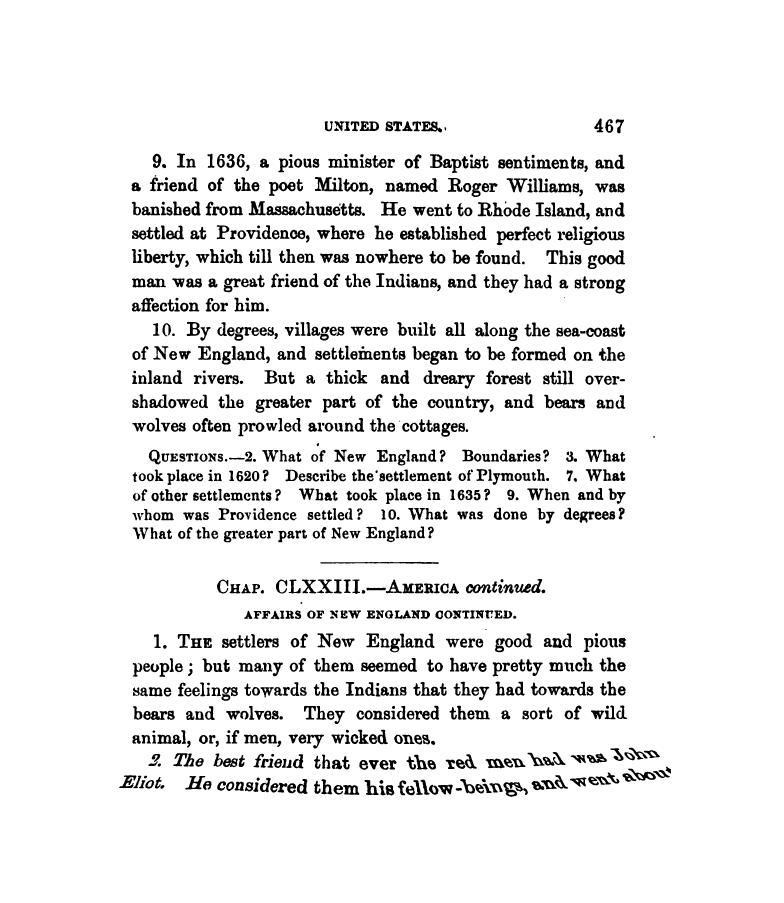 UNITED STATES. 467
9. In 1636, a pious minister of Baptist sentiments, and
a friend of the poet Milton, named Roger Williams, was
banished from Massachusetts. He went to Rhode Island, and
settled at Providence, where he established perfect religious
liberty, which till then was nowhere to be found. This good
man was a great friend of the Indians, and they had a strong
affection for him.
10. By degrees, villages were built all along the sea-coast
of New England, and settlements began to be formed on the
inland rivers. But a thick and dreary forest still over-
shadowed the greater part of the country, and bears and
wolves often prowled around the cottages.
QUESTIONS.—2. What of New England? Boundaries? 3. What
took place in 1620? Describe the settlement of Plymouth. 7. What
of other settlements? What took place in 1635? 9. When and by
whom was Providence settled? 10. What was done by degrees?
What of the greater part of New England?
CHAP. CLXXIII.—AMERICA continued.
AFFAIRS OF NEW ENGLAND CONTINUED.
1. THE settlers of New England were good and pious
people; but many of them seemed to have pretty much the
same feelings towards the Indians that they had towards the
bears and wolves. They considered them a sort of wild
animal, or, if men, very wicked ones.
2. The best friend that ever the red men had was John
Eliot. He considered them his fellow-beings, and went about